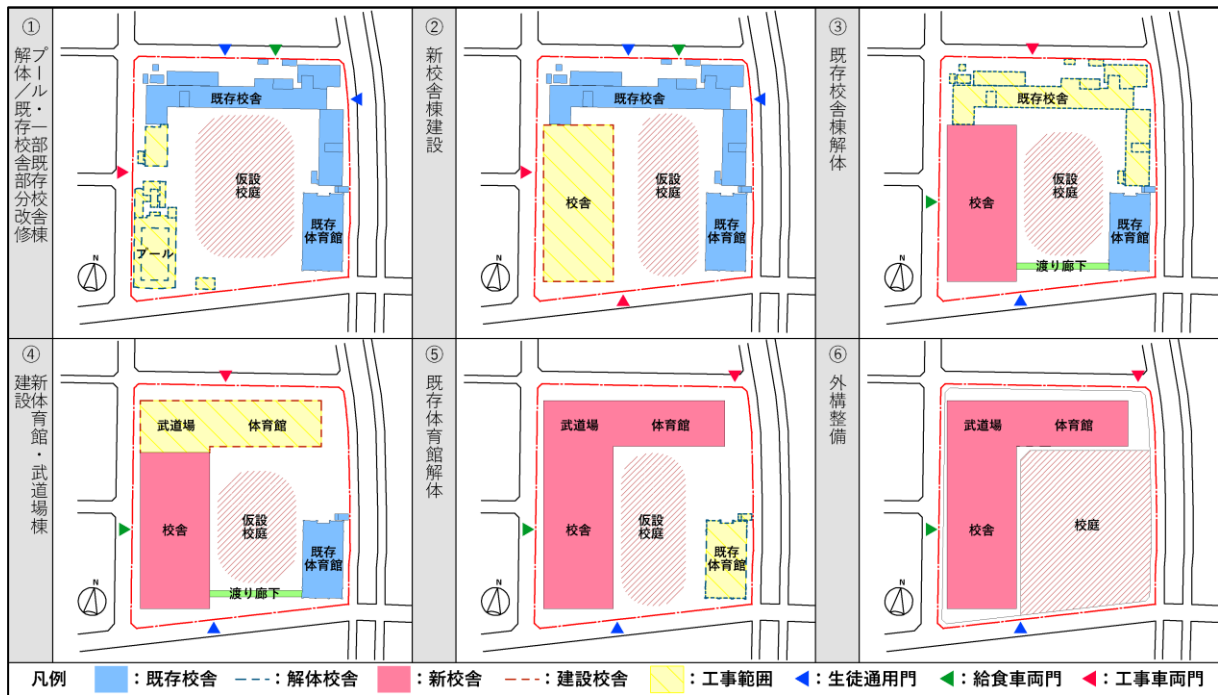 ①
プール・一部既存校舎棟
解体／既存校舎部分改修
既存校舎
仮設
校庭
既存
体育館
プール
N
②
新校舎棟建設
既存校舎
校舎
仮設
校庭
既存
体育館
N
③
既存校舎棟解体
既存校舎
校舎
仮設
校庭
既存
体育館
渡り廊下
N
④
新体育館・武道場棟
建設
武道場
体育館
校舎
仮設
校庭
既存
体育館
渡り廊下
N
⑤
既存体育館解体
武道場
体育館
校舎
仮設
校庭
既存
体育館
N
⑥
外構整備
武道場
体育館
校舎
校庭
N
凡例 ：既存校舎 ：解体校舎 ：新校舎 ：建設校舎 ：工事範囲 ：生徒通用門 ：給食車両門 ：工事車両門